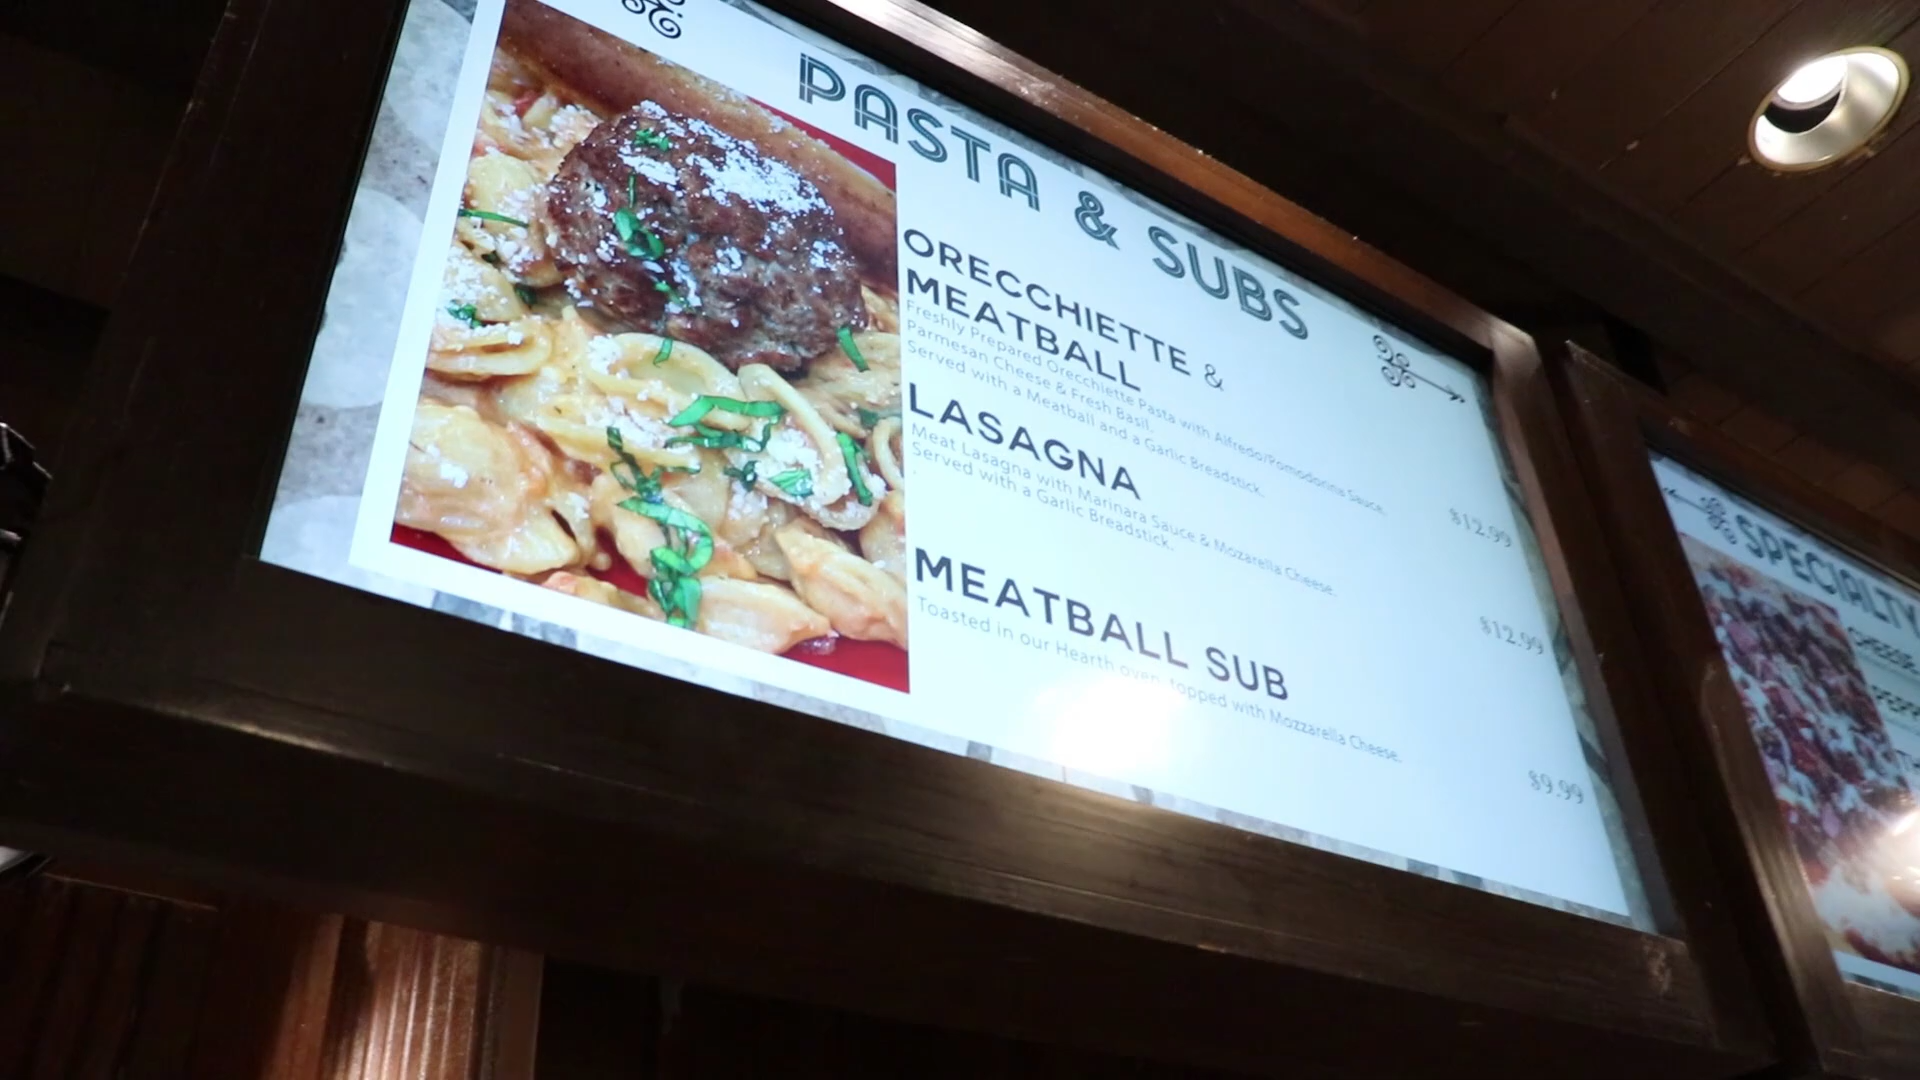 PASTA & SUBS
ORECCHIETTE &
MEATBALL
Freshly Prepared Orecchiette Pasta with Alfredo/Pomodorina Sauce,
Parmesan Cheese & Fresh Basil.
Served with a Meatball and a Garlic Breadstick.
$12.99
LASAGNA
Meat Lasagna with Marinara Sauce & Mozarella Cheese.
Served with a Garlic Breadstick.
$12.99
MEATBALL SUB
Toasted in our Hearth oven, topped with Mozzarella Cheese.
$9.99
SPECIALTY
CHEESE